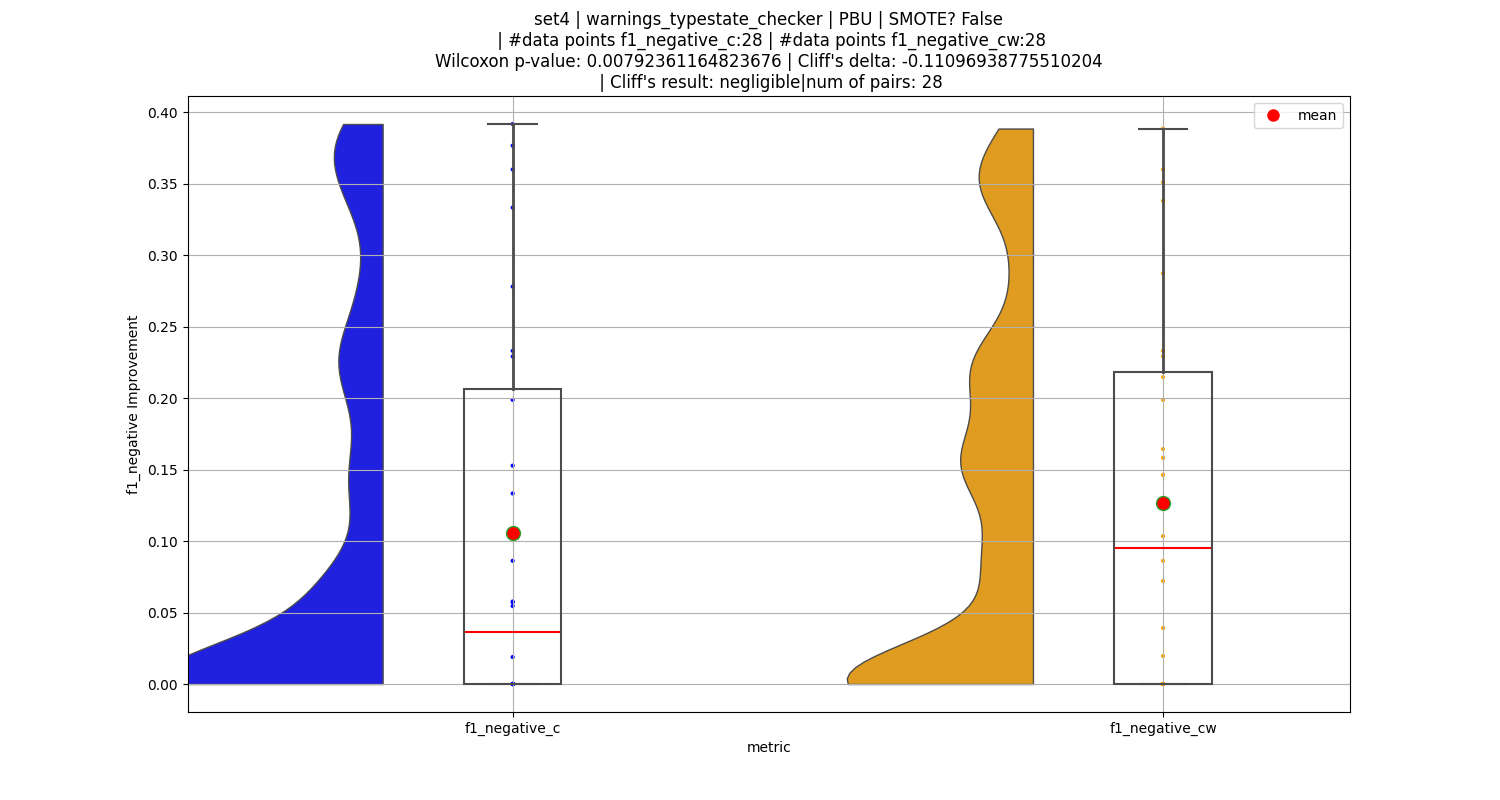 set4 | warnings_typestate_checker | PBU | SMOTE? False
| #data points f1_negative_c:28 | #data points f1_negative_cw:28
Wilcoxon p-value: 0.00792361164823676 | Cliff's delta: -0.11096938775510204
| Cliff's result: negligible|num of pairs: 28
mean
0.40
0.35
0.30
0.25
0.20
0.15
0.10
0.05
0.00
f1_negative Improvement
f1_negative_c
f1_negative_cw
metric